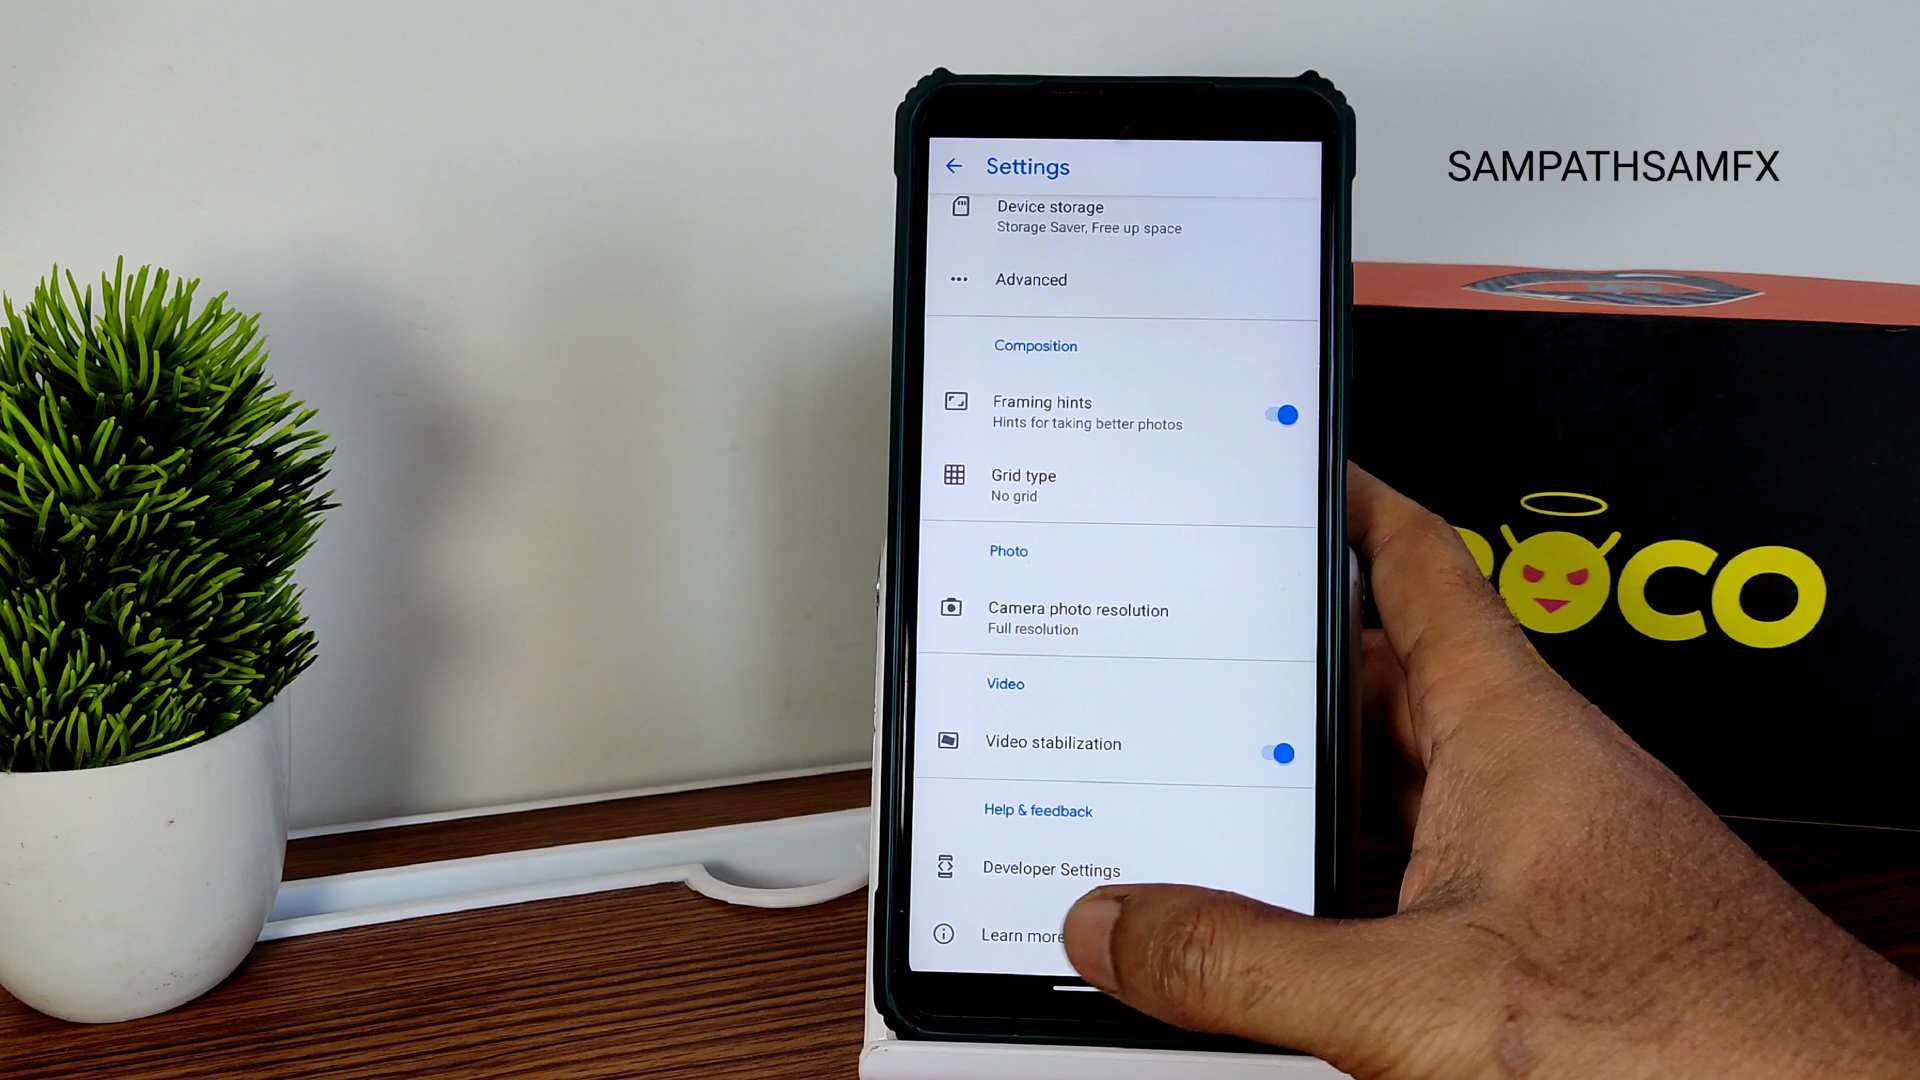 SAMPATHSAMFX
Settings
Device storage
Storage Saver, Free up space
Advanced
Composition
Framing hints
Hints for taking better photos
Grid type
No grid
Photo
Camera photo resolution
Full resolution
Video
Video stabilization
Help & feedback
Developer Settings
Learn more
POCO